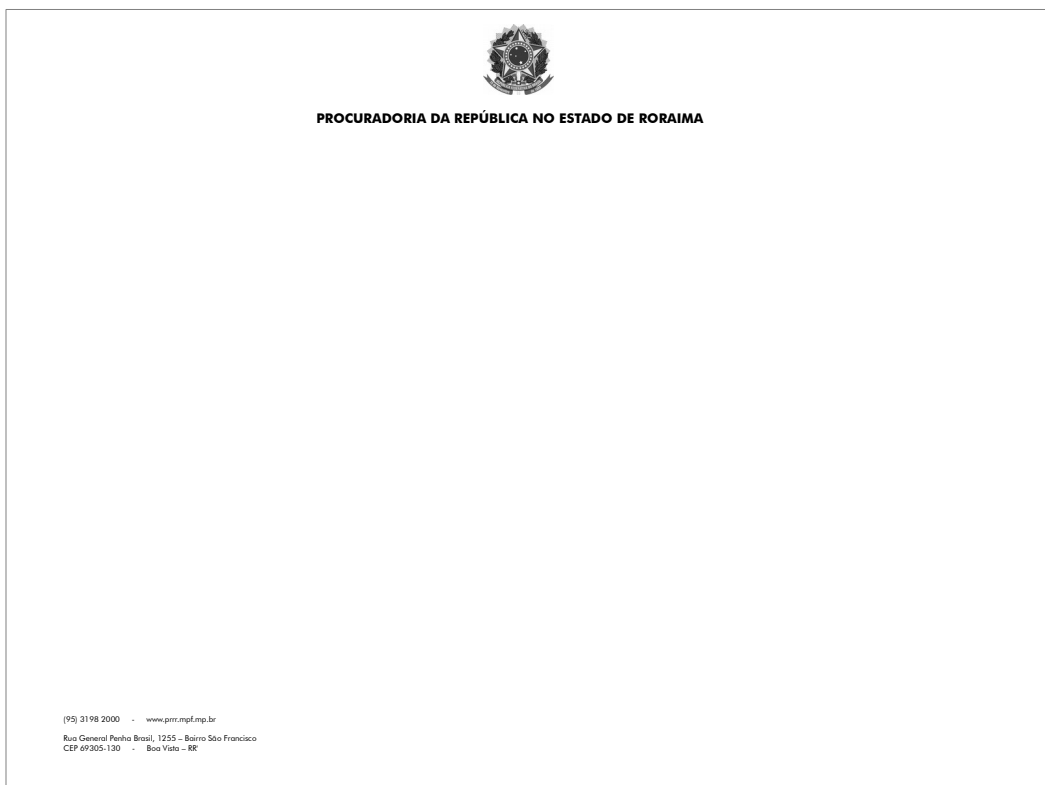 PROCURADORIA DA REPÚBLICA NO ESTADO DE RORAIMA
(95) 3198 2000 - www.prrr.mpf.mp.br
Rua General Penha Brasil, 1255 – Bairro São Francisco
CEP 69305-130 - Boa Vista – RR'